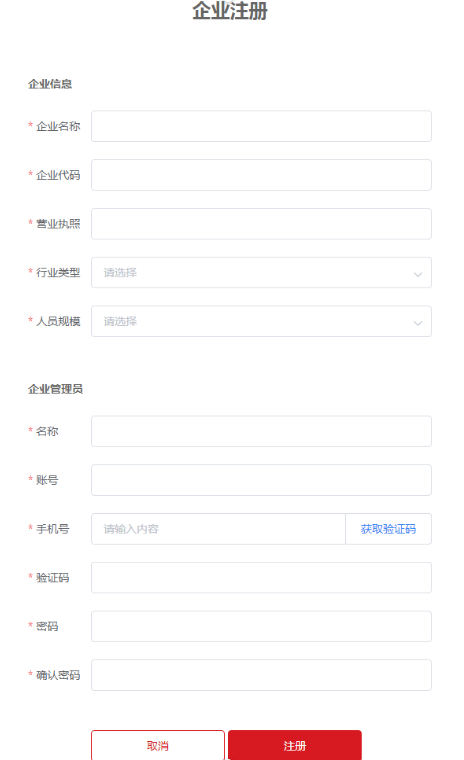 企业注册
企业信息
* 企业名称
* 企业代码
* 营业执照
* 行业类型 请选择
* 人员规模 请选择
企业管理员
* 名称
* 账号
* 手机号 请输入内容 获取验证码
* 验证码
* 密码
* 确认密码
取消 注册